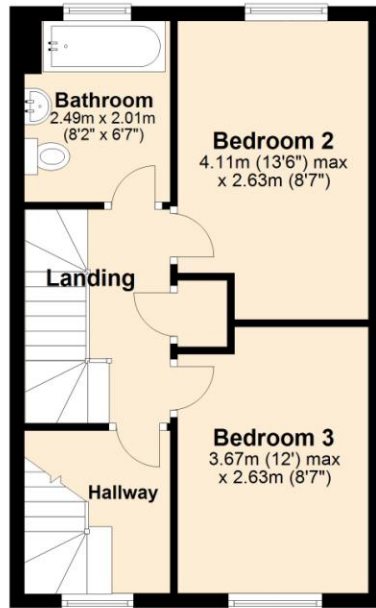 Bathroom
2.49m x 2.01m
(8'2" x 6'7")
Bedroom 2
4.11m (13'6") max
x 2.63m (8'7")
Landing
Bedroom 3
3.67m (12') max
x 2.63m (8'7")
Hallway